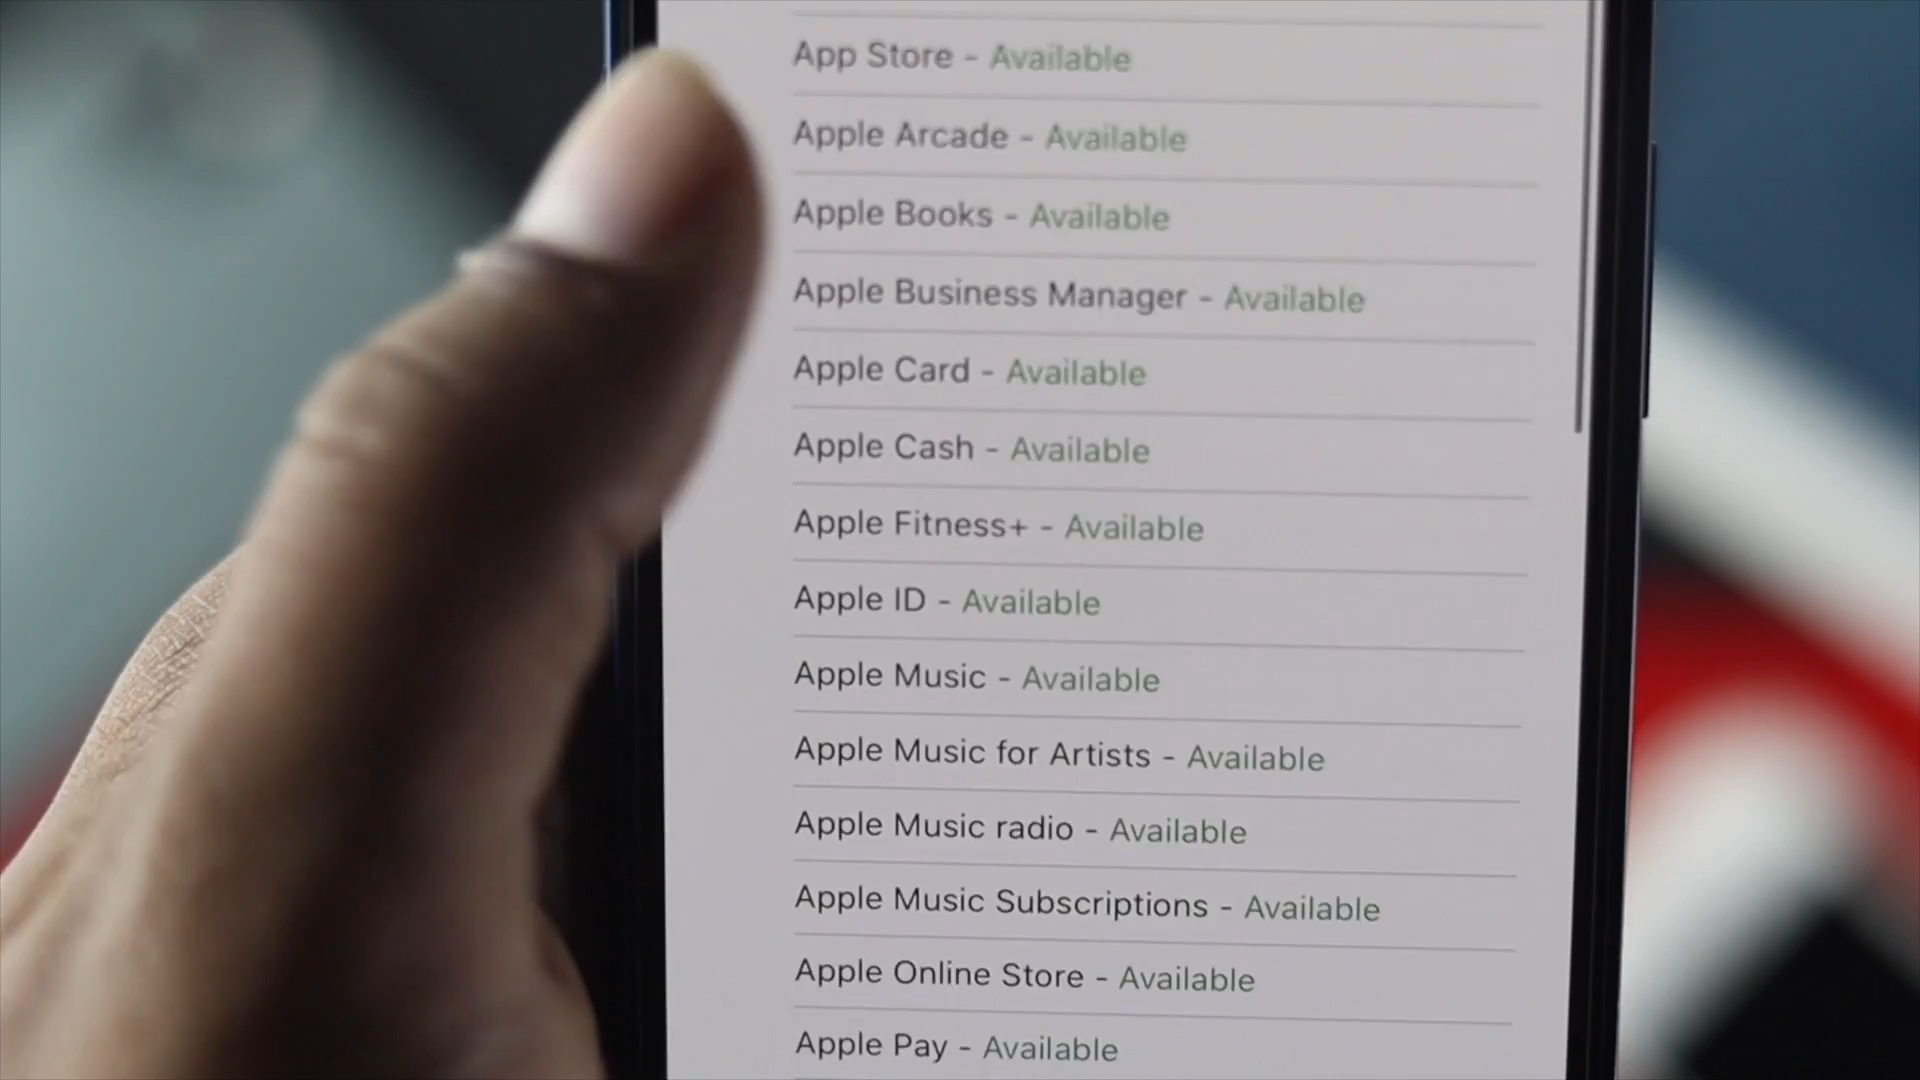 App Store - Available
Apple Arcade - Available
Apple Books - Available
Apple Business Manager - Available
Apple Card - Available
Apple Cash - Available
Apple Fitness+ - Available
Apple ID - Available
Apple Music - Available
Apple Music for Artists - Available
Apple Music radio - Available
Apple Music Subscriptions - Available
Apple Online Store - Available
Apple Pay - Available